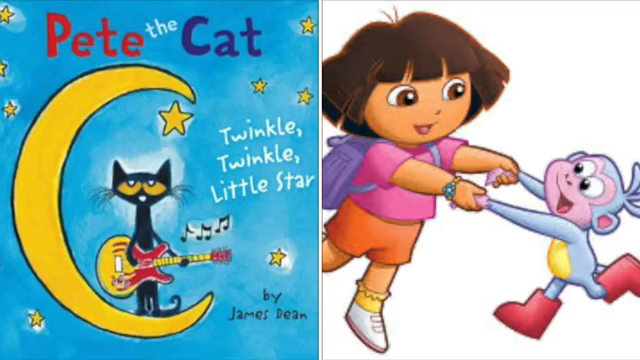 Pete the Cat
Twinkle,
Twinkle,
Little Star
by
James Dean